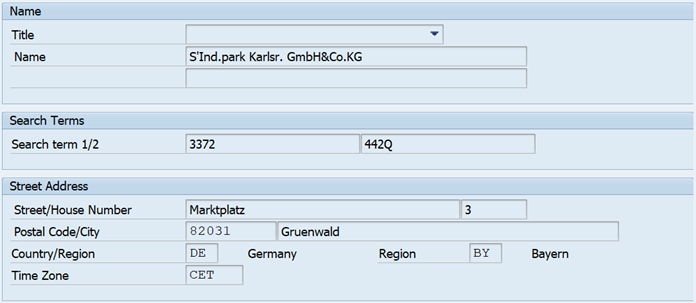 Name
Title
Name S'Ind.park Karlsr. GmbH&Co.KG
Search Terms
Search term 1/2 3372 442Q
Street Address
Street/House Number Marktplatz 3
Postal Code/City 82031 Gruenwald
Country/Region DE Germany Region BY Bayern
Time Zone CET